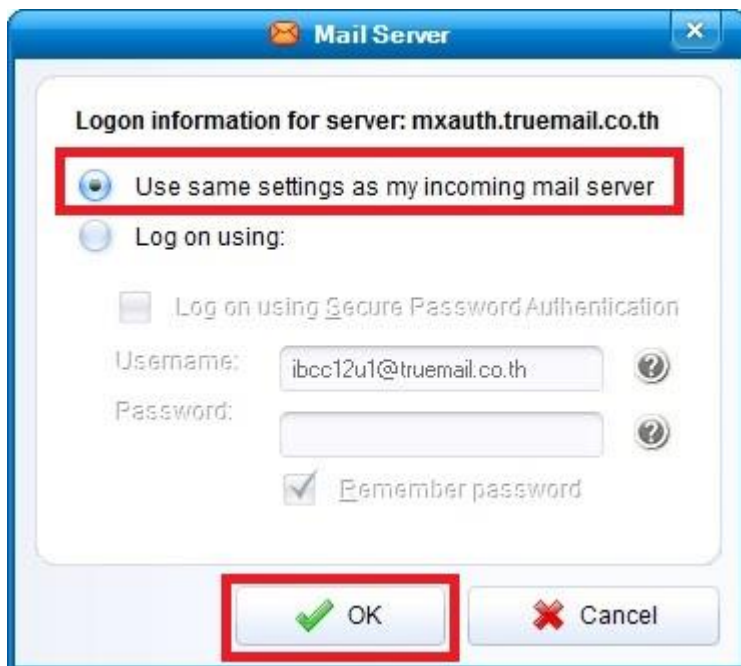 Mail Server
Logon information for server: mxauth.truemail.co.th
Use same settings as my incoming mail server
Log on using:
Log on using Secure Password Authentication
Username:
ibcc12u1@truemail.co.th
Password:
Remember password
OK
Cancel